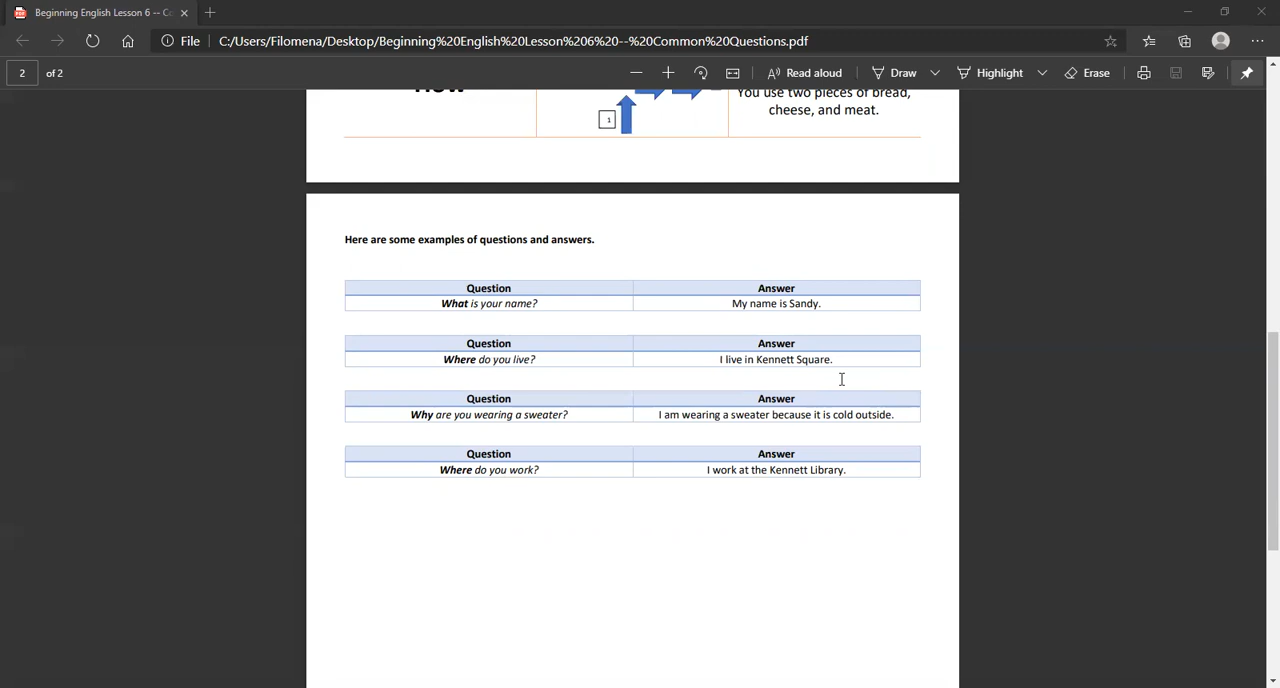 Beginning English Lesson 6 -- Co
File C:/Users/Filomena/Desktop/Beginning%20English%20Lesson%206%20--%20Common%20Questions.pdf
2 of 2 Read aloud Draw Highlight Erase
You use two pieces of bread,
cheese, and meat.
1
Here are some examples of questions and answers.
Question Answer
What is your name? My name is Sandy.
Question Answer
Where do you live? I live in Kennett Square.
Question Answer
Why are you wearing a sweater? I am wearing a sweater because it is cold outside.
Question Answer
Where do you work? I work at the Kennett Library.